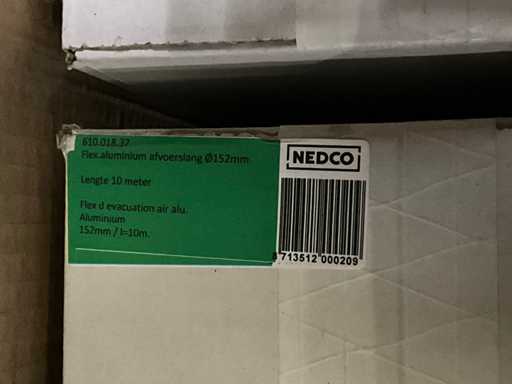 610.018.37
Flex.aluminium afvoerslang Ø152mm
Lengte 10 meter
Flex d evacuation air alu.
Aluminium
152mm / l=10m.
NEDCO
8 713512 000209